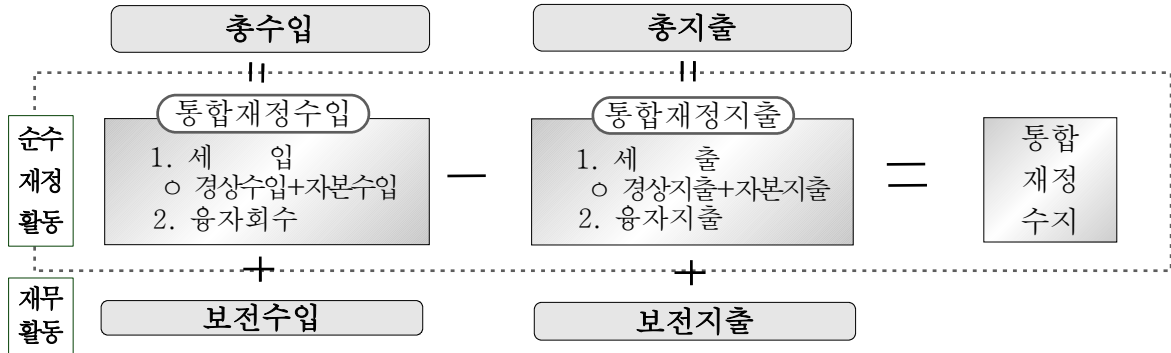 총수입 총지출
= =
순수
재정
활동
통합재정수입
1. 세 입
ㅇ 경상수입+자본수입
2. 융자회수
−
통합재정지출
1. 세 출
ㅇ 경상지출+자본지출
2. 융자지출
=
통합
재정
수지
+ +
재무
활동
보전수입 보전지출